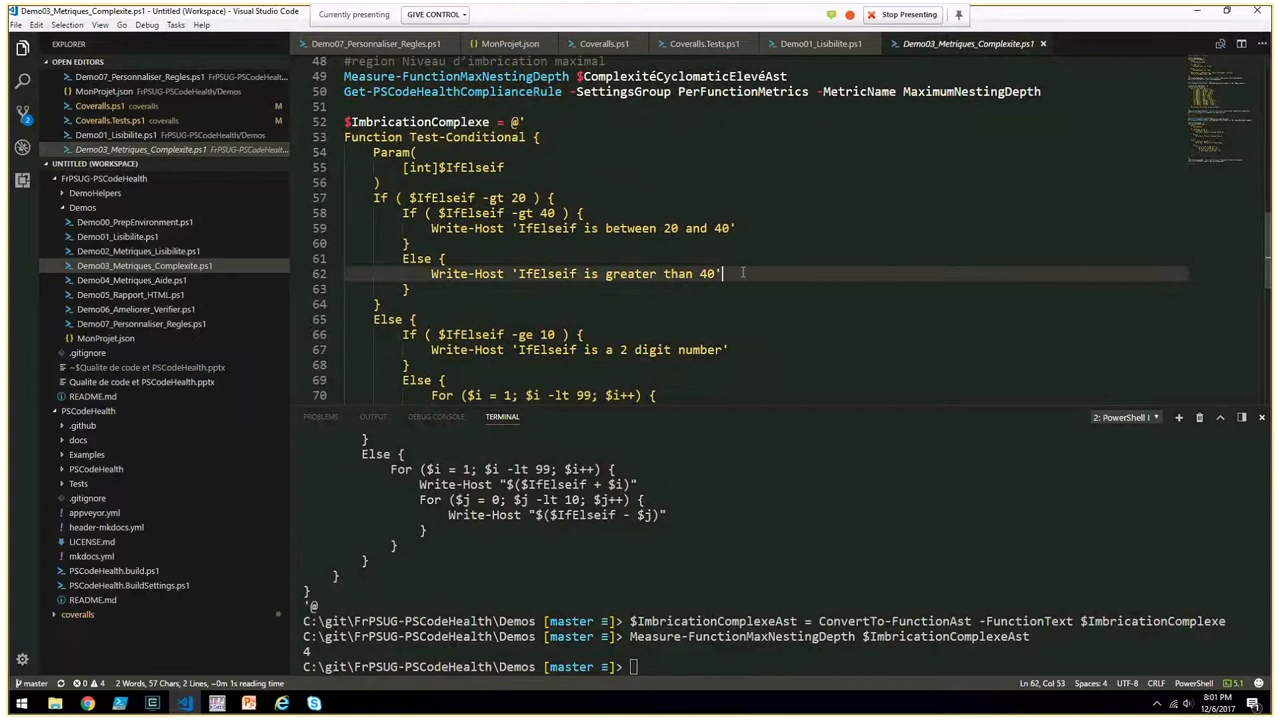 Demo03_Metriques_Complexite.ps1 - Untitled (Workspace) - Visual Studio Code
Currently presenting
GIVE CONTROL
Stop Presenting
File Edit Selection View Go Debug Tasks Help
EXPLORER
Demo07_Personnaliser_Regles.ps1
MonProjet.json
Coveralls.ps1
Coveralls.Tests.ps1
Demo01_Lisibilite.ps1
Demo03_Metriques_Complexite.ps1
Demo07_Personnaliser_Regles.ps1 FrPSUG-PSCodeHealt...
MonProjet.json FrPSUG-PSCodeHealth/Demos
Coveralls.ps1 coveralls M
Coveralls.Tests.ps1 coveralls M
Demo01_Lisibilite.ps1 FrPSUG-PSCodeHealth/De...
Demo03_Metriques_Complexite.ps1 FrPSUG-PSCodeHealt...
UNTITLED (WORKSPACE)
FrPSUG-PSCodeHealth
DemoHelpers
Demos
Demo00_PrepEnvironment.ps1
Demo01_Lisibilite.ps1
Demo02_Metriques_Lisibilite.ps1
Demo03_Metriques_Complexite.ps1
Demo04_Metriques_Aide.ps1
Demo05_Rapport_HTML.ps1
Demo06_Ameliorer_Verifier.ps1
Demo07_Personnaliser_Regles.ps1
MonProjet.json
.gitignore
~$Qualite de code et PSCodeHealth.pptx
Qualite de code et PSCodeHealth.pptx
README.md
PSCodeHealth
.github
docs
Examples
PSCodeHealth
Tests
.gitignore
appveyor.yml
header-mkdocs.yml
LICENSE.md
mkdocs.yml
PSCodeHealth.build.ps1
PSCodeHealth.BuildSettings.ps1
README.md
coveralls
48 #region Niveau d'imbrication maximal
49 Measure-FunctionMaxNestingDepth $ComplexitéCyclomaticElevéAst
50 Get-PSCodeHealthComplianceRule -SettingsGroup PerFunctionMetrics -MetricName MaximumNestingDepth
51
52 $ImbricationComplexe = @'
53 Function Test-Conditional {
54 Param(
55 [int]$IfElseif
56 )
57 If ( $IfElseif -gt 20 ) {
58 If ( $IfElseif -gt 40 ) {
59 Write-Host 'IfElseif is between 20 and 40'
60 }
61 Else {
62 Write-Host 'IfElseif is greater than 40'
63 }
64 }
65 Else {
66 If ( $IfElseif -ge 10 ) {
67 Write-Host 'IfElseif is a 2 digit number'
68 }
69 Else {
70 For ($i = 1; $i -lt 99; $i++) {
PROBLEMS OUTPUT DEBUG CONSOLE TERMINAL
2: PowerShell I
}
Else {
For ($i = 1; $i -lt 99; $i++) {
Write-Host "$($IfElseif + $i)"
For ($j = 0; $j -lt 10; $j++) {
Write-Host "$($IfElseif - $j)"
}
}
}
}
}
'@
C:\git\FrPSUG-PSCodeHealth\Demos [master ≡]> $ImbricationComplexeAst = ConvertTo-FunctionAst -FunctionText $ImbricationComplexe
C:\git\FrPSUG-PSCodeHealth\Demos [master ≡]> Measure-FunctionMaxNestingDepth $ImbricationComplexeAst
4
C:\git\FrPSUG-PSCodeHealth\Demos [master ≡]>
master 0 4 2 Words, 57 Chars, 2 Lines, ~0m 1s reading time
Ln 62, Col 53 Spaces: 4 UTF-8 CRLF PowerShell 5.1
8:01 PM
12/6/2017